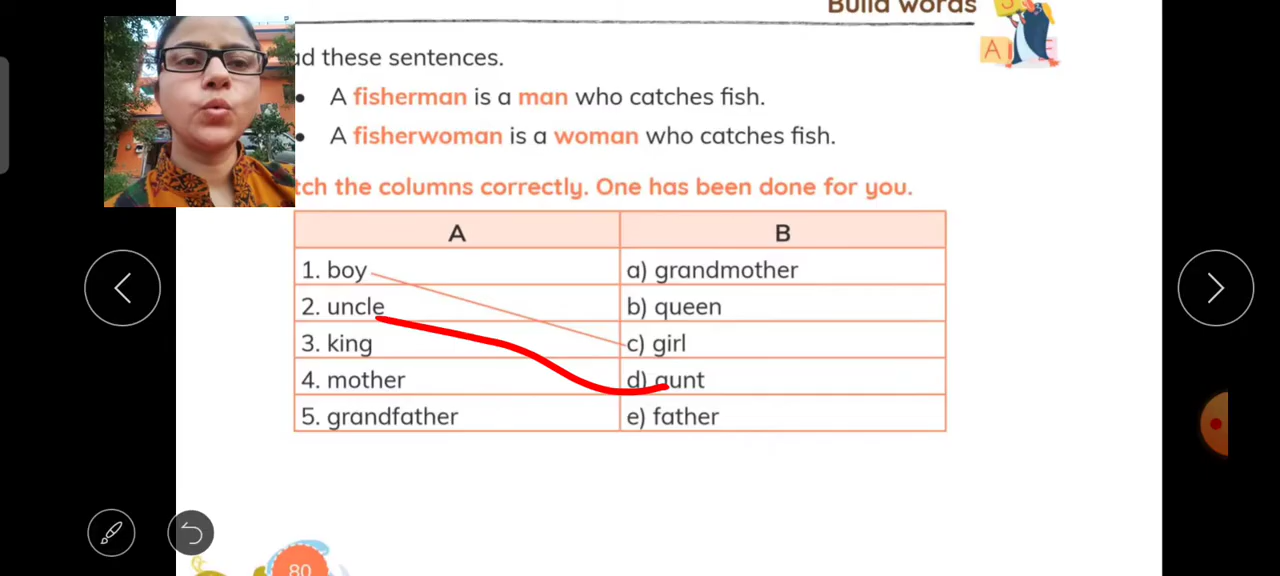 Build words
ad these sentences.
• A fisherman is a man who catches fish.
• A fisherwoman is a woman who catches fish.
tch the columns correctly. One has been done for you.
A B
1. boy a) grandmother
2. uncle b) queen
3. king c) girl
4. mother d) aunt
5. grandfather e) father
80
A E